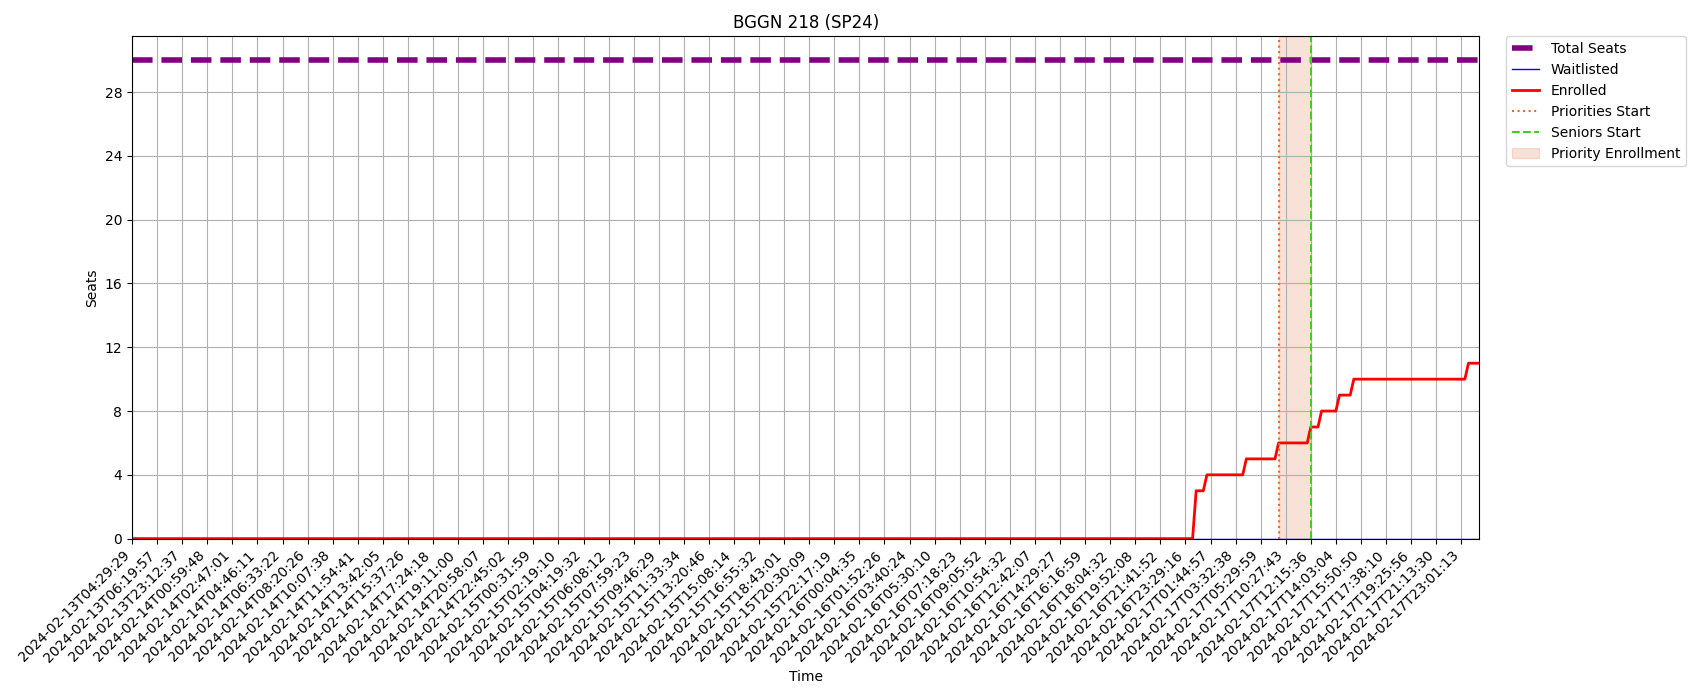 BGGN 218 (SP24)
Total Seats
Waitlisted
Enrolled
Priorities Start
Seniors Start
Priority Enrollment
Seats
28
24
20
16
12
8
4
0
2024-02-13T04:29:29
2024-02-13T06:19:57
2024-02-13T23:12:37
2024-02-14T00:59:48
2024-02-14T02:47:01
2024-02-14T04:46:11
2024-02-14T06:33:22
2024-02-14T08:20:26
2024-02-14T10:07:38
2024-02-14T11:54:41
2024-02-14T13:42:05
2024-02-14T15:37:26
2024-02-14T17:24:18
2024-02-14T19:11:00
2024-02-14T20:58:07
2024-02-14T22:45:02
2024-02-15T00:31:59
2024-02-15T02:19:10
2024-02-15T04:19:32
2024-02-15T06:08:12
2024-02-15T07:59:23
2024-02-15T09:46:29
2024-02-15T11:33:34
2024-02-15T13:20:46
2024-02-15T15:08:14
2024-02-15T16:55:32
2024-02-15T18:43:01
2024-02-15T20:30:09
2024-02-15T22:17:19
2024-02-16T00:04:35
2024-02-16T01:52:26
2024-02-16T03:40:24
2024-02-16T05:30:10
2024-02-16T07:18:23
2024-02-16T09:05:52
2024-02-16T10:54:32
2024-02-16T12:42:07
2024-02-16T14:29:27
2024-02-16T16:16:59
2024-02-16T18:04:32
2024-02-16T19:52:08
2024-02-16T21:41:52
2024-02-16T23:29:16
2024-02-17T01:44:57
2024-02-17T03:32:38
2024-02-17T05:29:59
2024-02-17T10:27:43
2024-02-17T12:15:36
2024-02-17T14:03:04
2024-02-17T15:50:50
2024-02-17T17:38:10
2024-02-17T19:25:56
2024-02-17T21:13:30
2024-02-17T23:01:13
Time